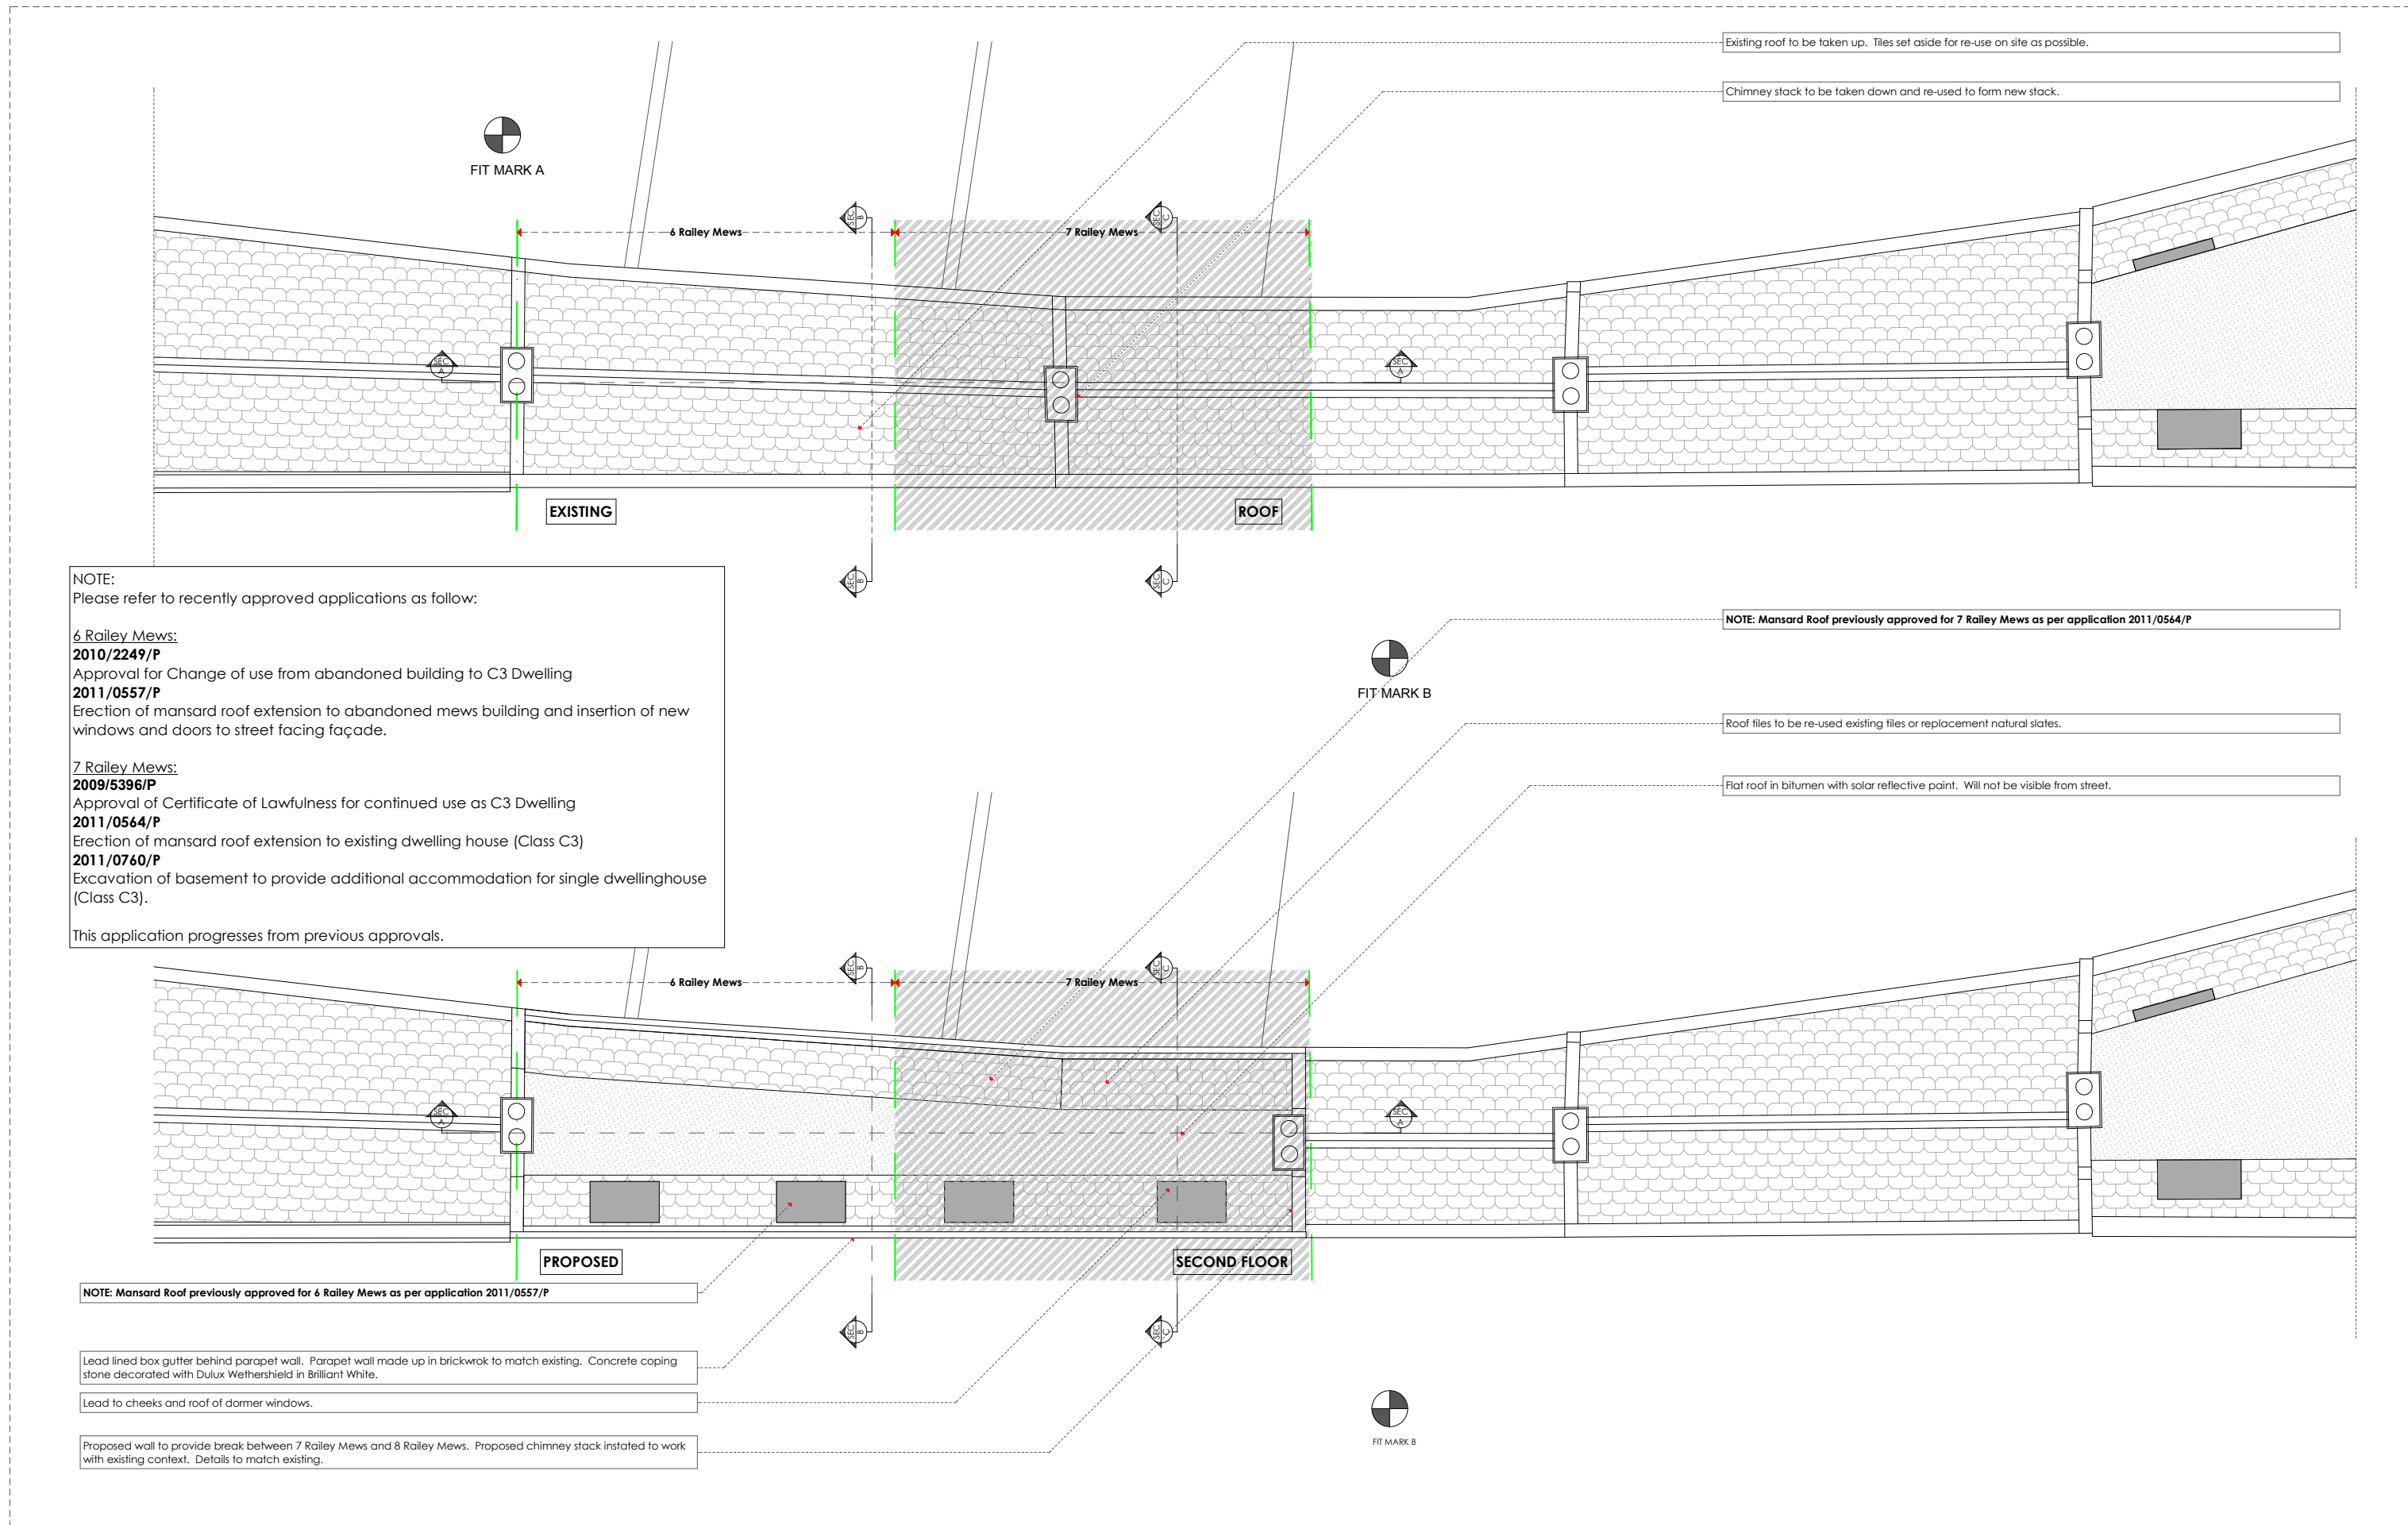 Existing roof to be taken up.  Tiles set aside for re-use on site as possible.
Chimney stack to be taken down and re-used to form new stack.
FIT MARK A
SEC B
SEC C
6 Railey Mews
7 Railey Mews
SEC A
SEC A
EXISTING
ROOF
SEC B
SEC C
NOTE:
Please refer to recently approved applications as follow:
6 Railey Mews:
2010/2249/P
Approval for Change of use from abandoned building to C3 Dwelling
2011/0557/P
Erection of mansard roof extension to abandoned mews building and insertion of new
windows and doors to street facing façade.
7 Railey Mews:
2009/5396/P
Approval of Certificate of Lawfulness for continued use as C3 Dwelling
2011/0564/P
Erection of mansard roof extension to existing dwelling house (Class C3)
2011/0760/P
Excavation of basement to provide additional accommodation for single dwellinghouse
(Class C3).
This application progresses from previous approvals.
NOTE: Mansard Roof previously approved for 7 Railey Mews as per application 2011/0564/P
FIT MARK B
Roof tiles to be re-used existing tiles or replacement natural slates.
Flat roof in bitumen with solar reflective paint.  Will not be visible from street.
SEC B
SEC C
6 Railey Mews
7 Railey Mews
SEC A
SEC A
PROPOSED
SECOND FLOOR
NOTE: Mansard Roof previously approved for 6 Railey Mews as per application 2011/0557/P
SEC B
SEC C
Lead lined box gutter behind parapet wall.  Parapet wall made up in brickwrok to match existing.  Concrete coping
stone decorated with Dulux Wethershield in Brilliant White.
Lead to cheeks and roof of dormer windows.
FIT MARK B
Proposed wall to provide break between 7 Railey Mews and 8 Railey Mews.  Proposed chimney stack instated to work
with existing context.  Details to match existing.